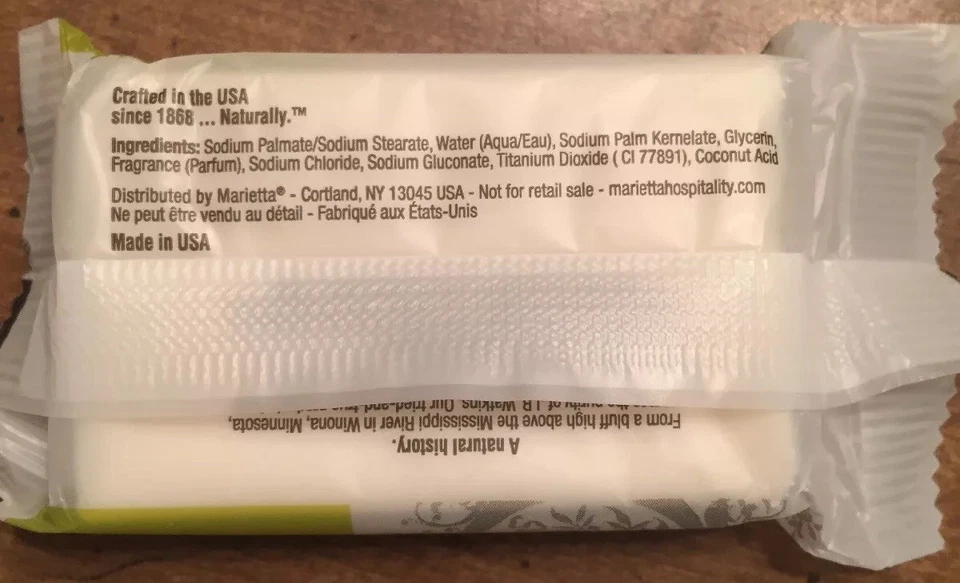 Crafted in the USA
since 1868 ... Naturally.™
Ingredients: Sodium Palmate/Sodium Stearate, Water (Aqua/Eau), Sodium Palm Kernelate, Glycerin,
Fragrance (Parfum), Sodium Chloride, Sodium Gluconate, Titanium Dioxide ( CI 77891), Coconut Acid
Distributed by Marietta® - Cortland, NY 13045 USA - Not for retail sale - mariettahospitality.com
Ne peut être vendu au détail - Fabriqué aux États-Unis
Made in USA
A natural history.
From a bluff high above the Mississippi River in Winona, Minnesota,
the purity of J.R. Watkins. Our tried-and-true